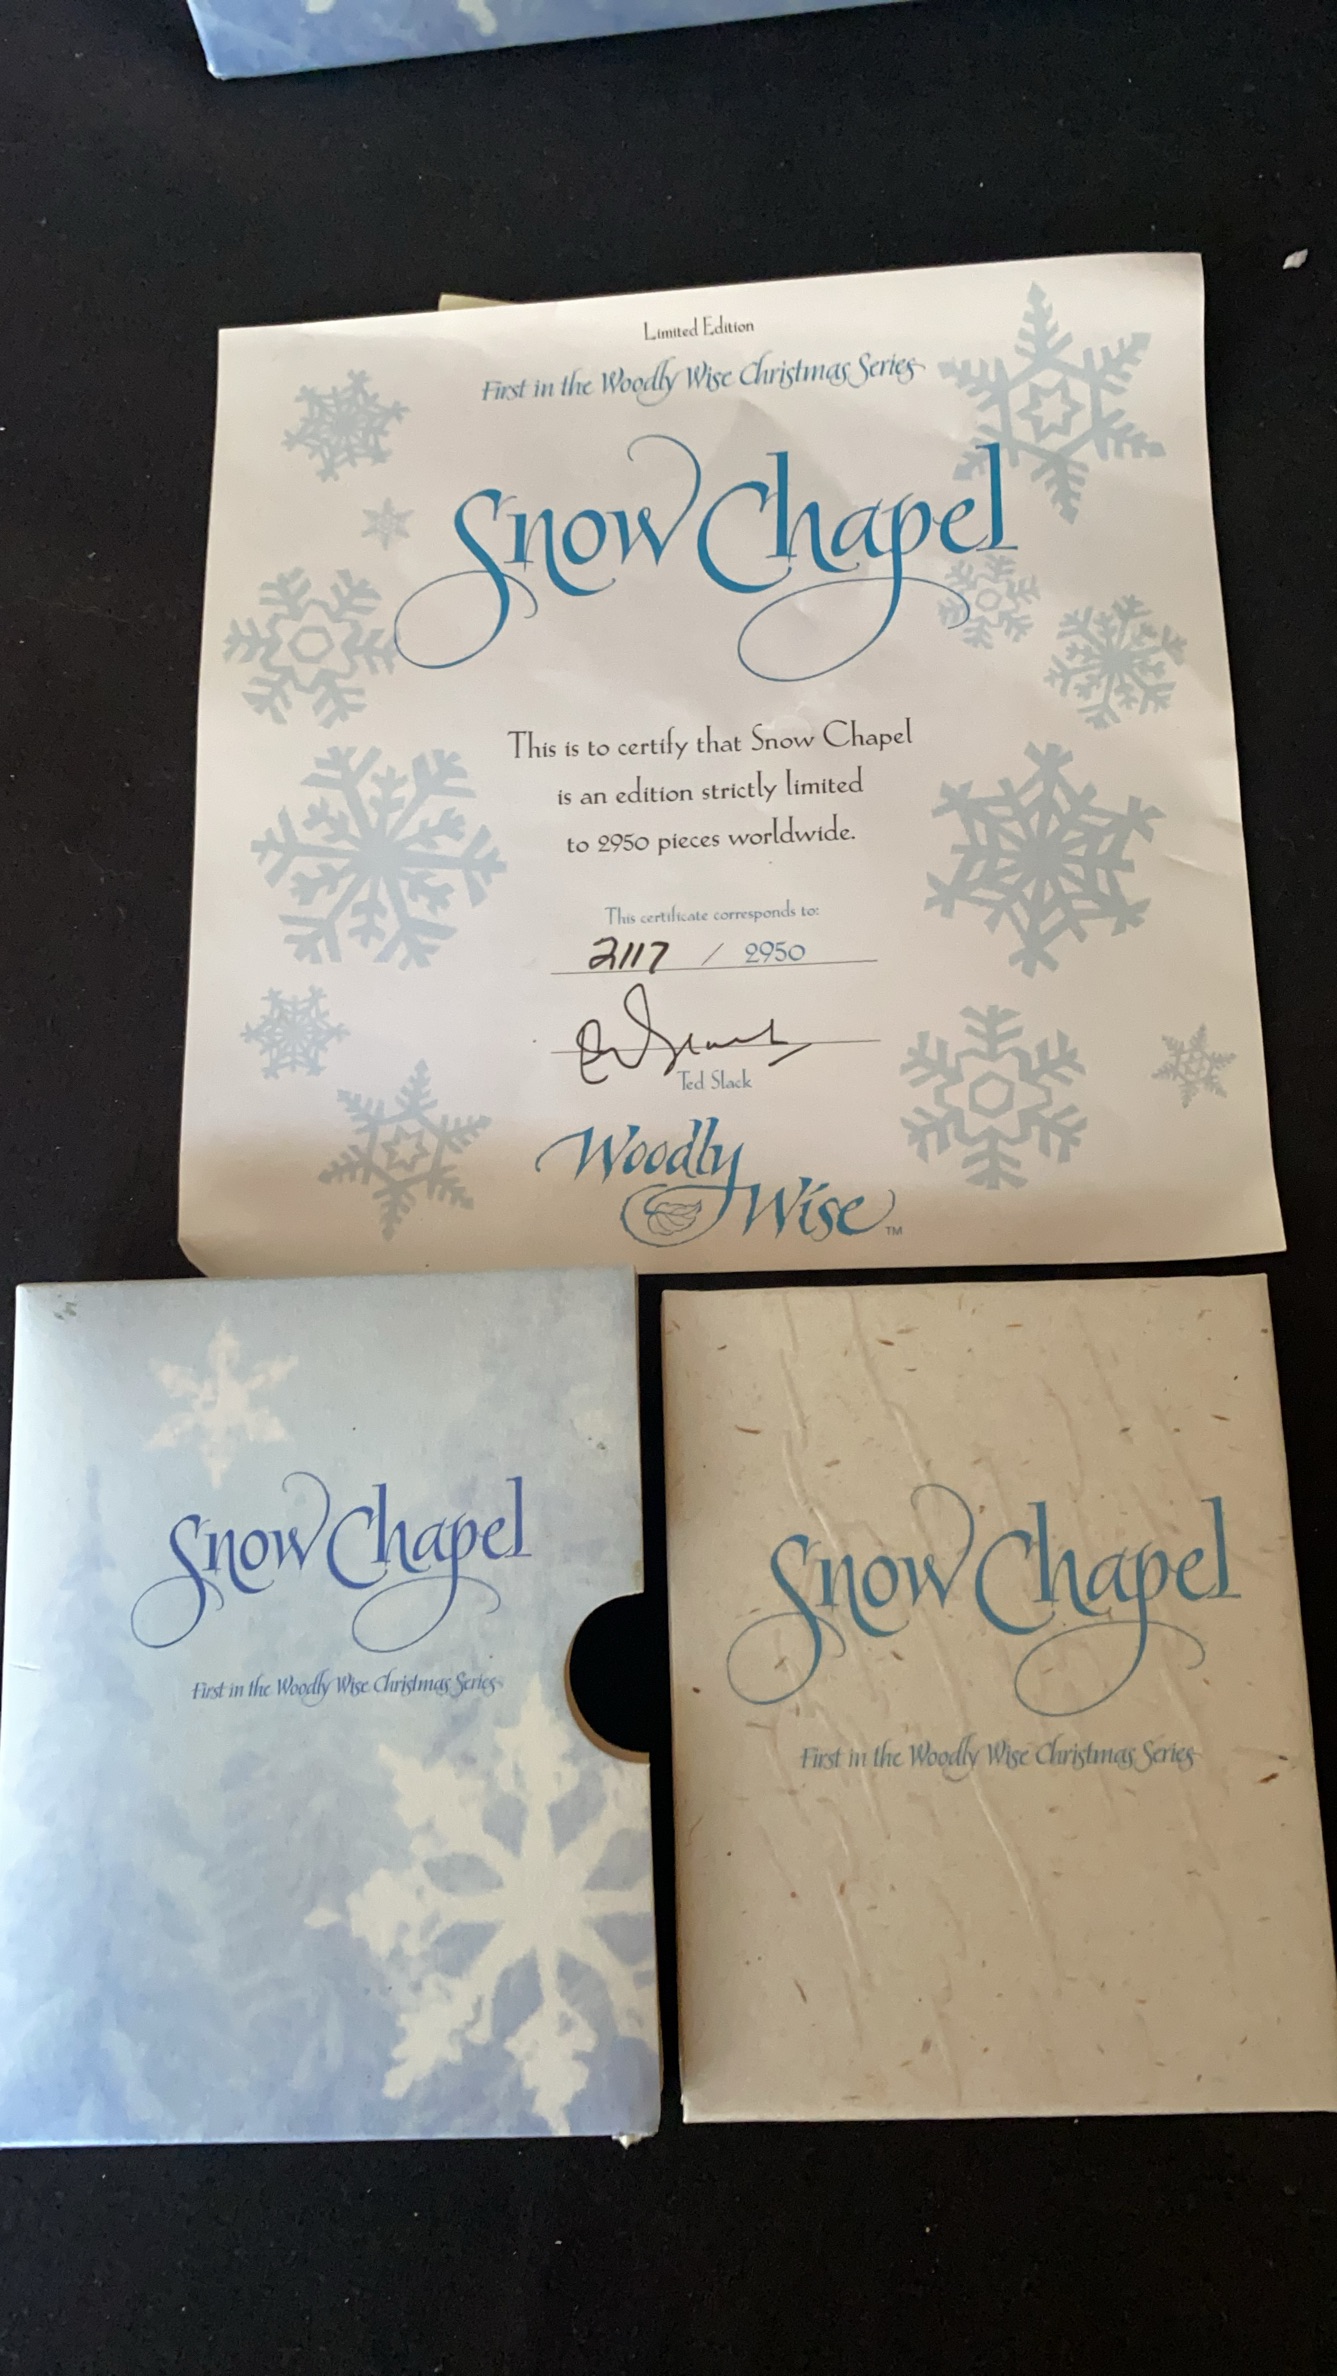 Limited Edition
First in the Woodly Wise Christmas Series
Snow Chapel
This is to certify that Snow Chapel
is an edition strictly limited
to 2950 pieces worldwide.
This certificate corresponds to:
2117 / 2950
Ted Slack
Woodly
Wise™
Snow Chapel
First in the Woodly Wise Christmas Series
Snow Chapel
First in the Woodly Wise Christmas Series